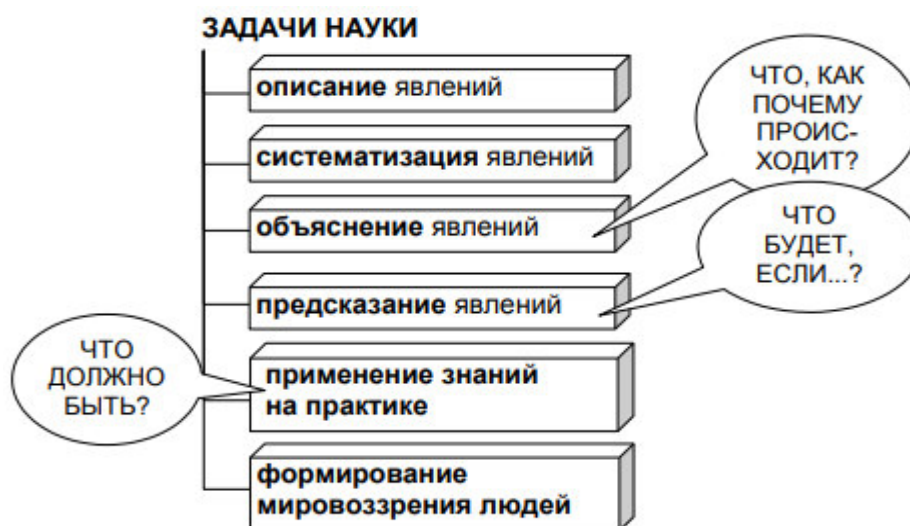 ЗАДАЧИ НАУКИ
описание явлений
систематизация явлений
объяснение явлений
ЧТО, КАК
ПОЧЕМУ
ПРОИС-
ХОДИТ?
предсказание явлений
ЧТО
БУДЕТ,
ЕСЛИ...?
применение знаний
на практике
ЧТО
ДОЛЖНО
БЫТЬ?
формирование
мировоззрения людей